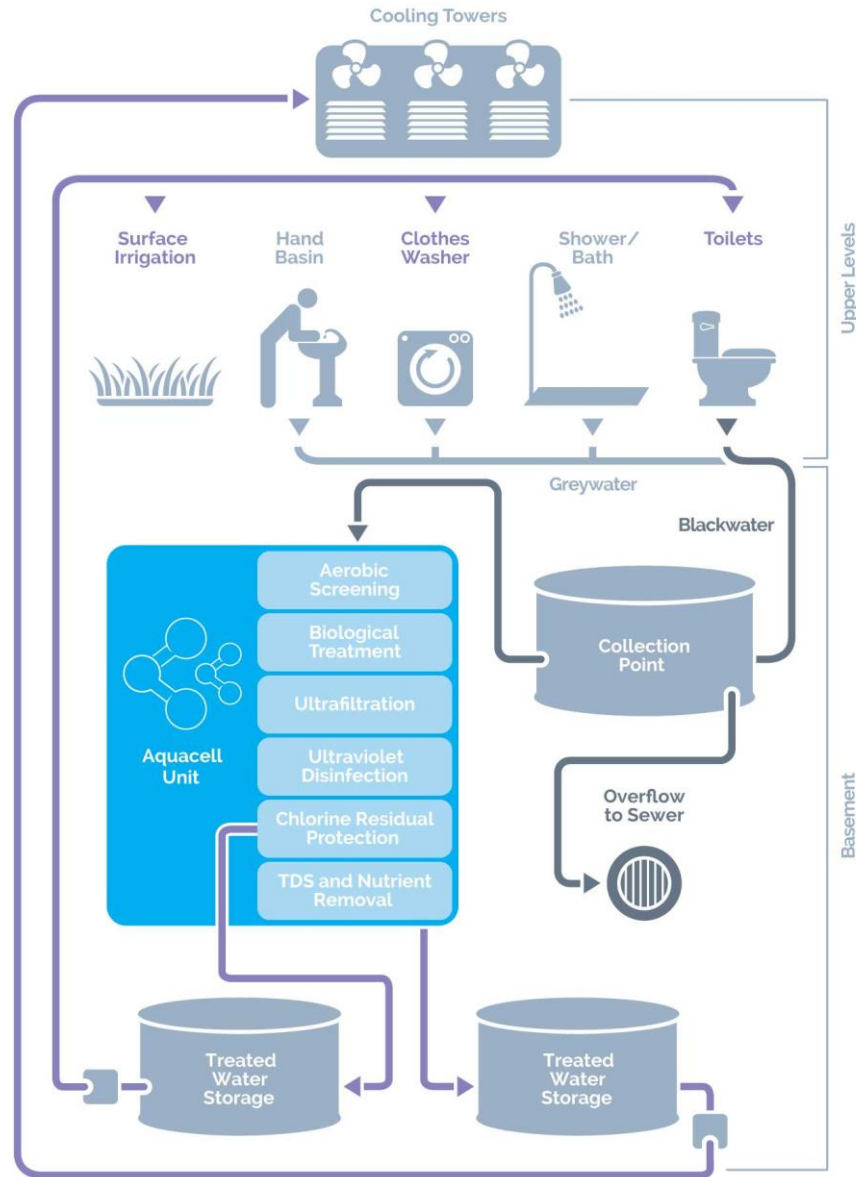 Cooling Towers
Surface
Irrigation
Hand
Basin
Clothes
Washer
Shower/
Bath
Toilets
Upper Levels
Greywater
Blackwater
Aerobic
Screening
Biological
Treatment
Ultrafiltration
Ultraviolet
Disinfection
Chlorine Residual
Protection
TDS and Nutrient
Removal
Aquacell
Unit
Collection
Point
Overflow
to Sewer
Basement
Treated
Water
Storage
Treated
Water
Storage